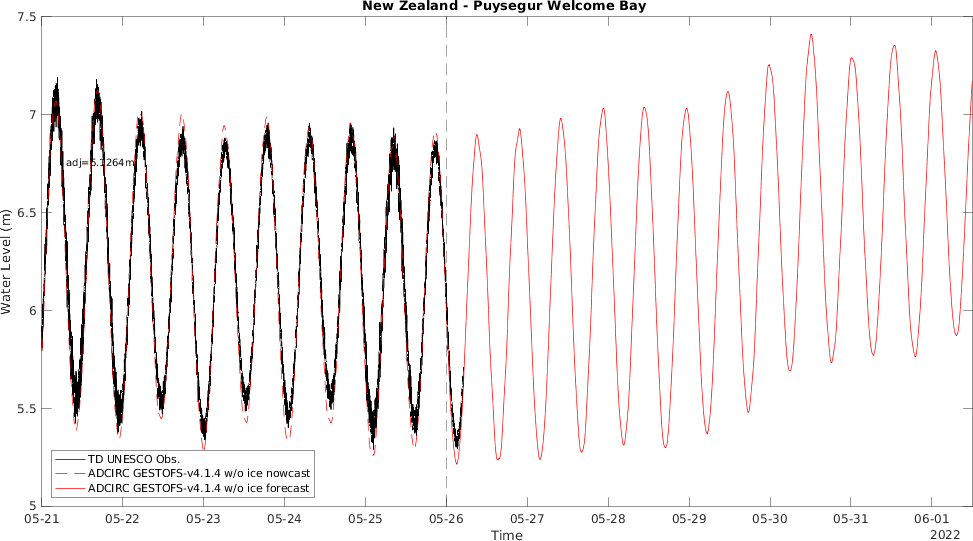 New Zealand - Puysegur Welcome Bay
7.5
7
6.5
6
5.5
5
Water Level (m)
adj=6.1264m
TD UNESCO Obs.
ADCIRC GESTOFS-v4.1.4 w/o ice nowcast
ADCIRC GESTOFS-v4.1.4 w/o ice forecast
05-21 05-22 05-23 05-24 05-25 05-26 05-27 05-28 05-29 05-30 05-31 06-01
Time
2022